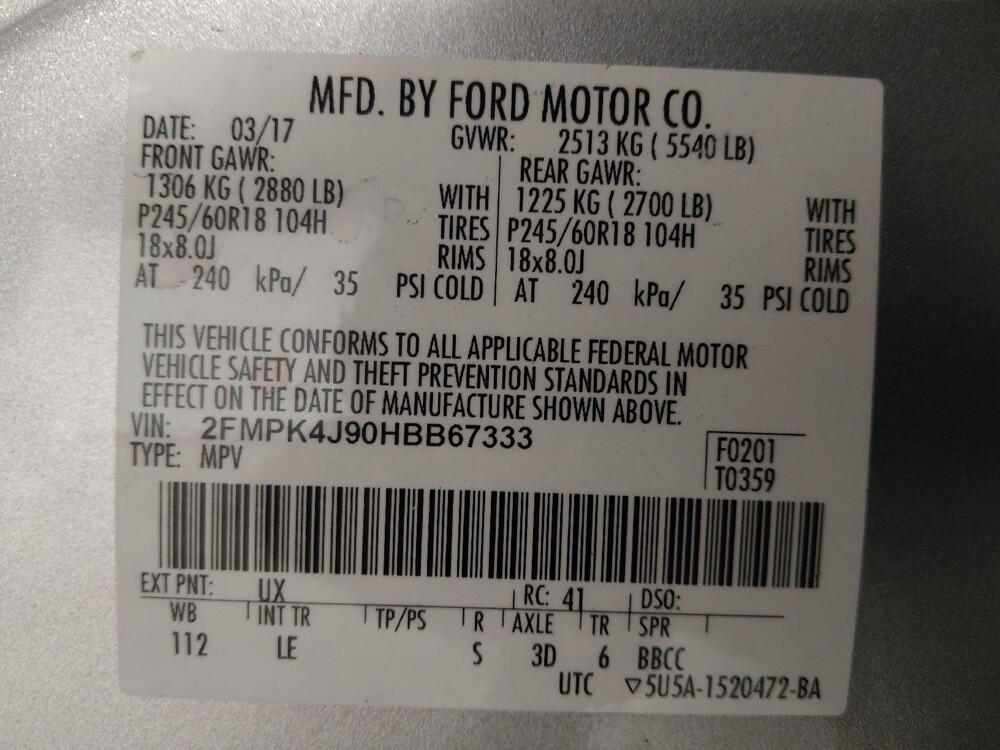 MFD. BY FORD MOTOR CO.
DATE: 03/17 GVWR: 2513 KG ( 5540 LB)
FRONT GAWR: REAR GAWR:
1306 KG ( 2880 LB) WITH 1225 KG ( 2700 LB) WITH
P245/60R18 104H TIRES P245/60R18 104H TIRES
18x8.0J RIMS 18x8.0J RIMS
AT 240 kPa/ 35 PSI COLD AT 240 kPa/ 35 PSI COLD
THIS VEHICLE CONFORMS TO ALL APPLICABLE FEDERAL MOTOR
VEHICLE SAFETY AND THEFT PREVENTION STANDARDS IN
EFFECT ON THE DATE OF MANUFACTURE SHOWN ABOVE.
VIN: 2FMPK4J90HBB67333
TYPE: MPV
F0201
T0359
EXT PNT: UX RC: 41 DSO:
WB INT TR TP/PS R AXLE TR SPR
112 LE S 3D 6 BBCC
UTC ▽5U5A-1520472-BA